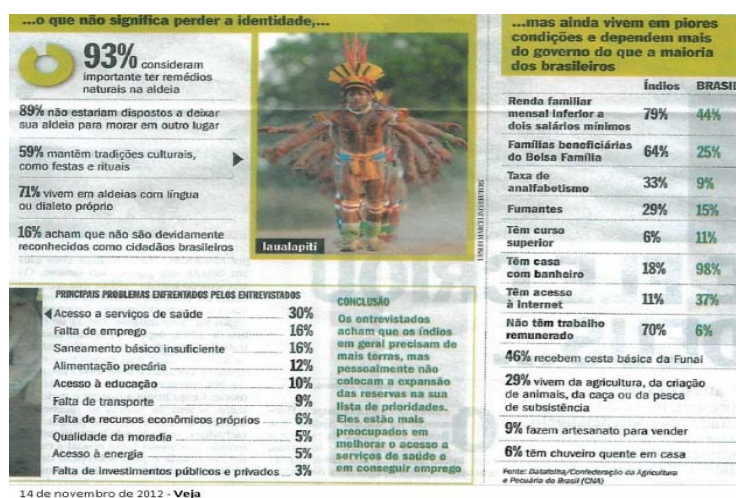 ...o que não significa perder a identidade,...
93% consideram
importante ter remédios
naturais na aldeia
89% não estariam dispostos a deixar
sua aldeia para morar em outro lugar
59% mantêm tradições culturais,
como festas e rituais
71% vivem em aldeias com língua
ou dialeto próprio
16% acham que não são devidamente
reconhecidos como cidadãos brasileiros
Iaualapiti
PRINCIPAIS PROBLEMAS ENFRENTADOS PELOS ENTREVISTADOS
Acesso a serviços de saúde 30%
Falta de emprego 16%
Saneamento básico insuficiente 16%
Alimentação precária 12%
Acesso à educação 10%
Falta de transporte 9%
Falta de recursos econômicos próprios 6%
Qualidade da moradia 5%
Acesso à energia 5%
Falta de investimentos públicos e privados 3%
CONCLUSÃO
Os entrevistados
acham que os índios
em geral precisam de
mais terras, mas
pessoalmente não
colocam a expansão
das reservas na sua
lista de prioridades.
Eles estão mais
preocupados em
melhorar o acesso a
serviços de saúde o
em conseguir emprego
...mas ainda vivem em piores
condições e dependem mais
do governo do que a maioria
dos brasileiros
Índios BRASIL
Renda familiar
mensal inferior a 79% 44%
dois salários mínimos
Famílias beneficiárias
do Bolsa Família 64% 25%
Taxa de
analfabetismo 33% 9%
Fumantes 29% 15%
Têm curso
superior 6% 11%
Têm casa
com banheiro 18% 98%
Têm acesso
à Internet 11% 37%
Não têm trabalho
remunerado 70% 6%
46% recebem cesta básica da Funai
29% vivem da agricultura, da criação
de animais, da caça ou da pesca
de subsistência
9% fazem artesanato para vender
6% têm chuveiro quente em casa
Fonte: Datafolha/Confederação da Agricultura
e Pecuária do Brasil (CNA)
14 de novembro de 2012 - Veja